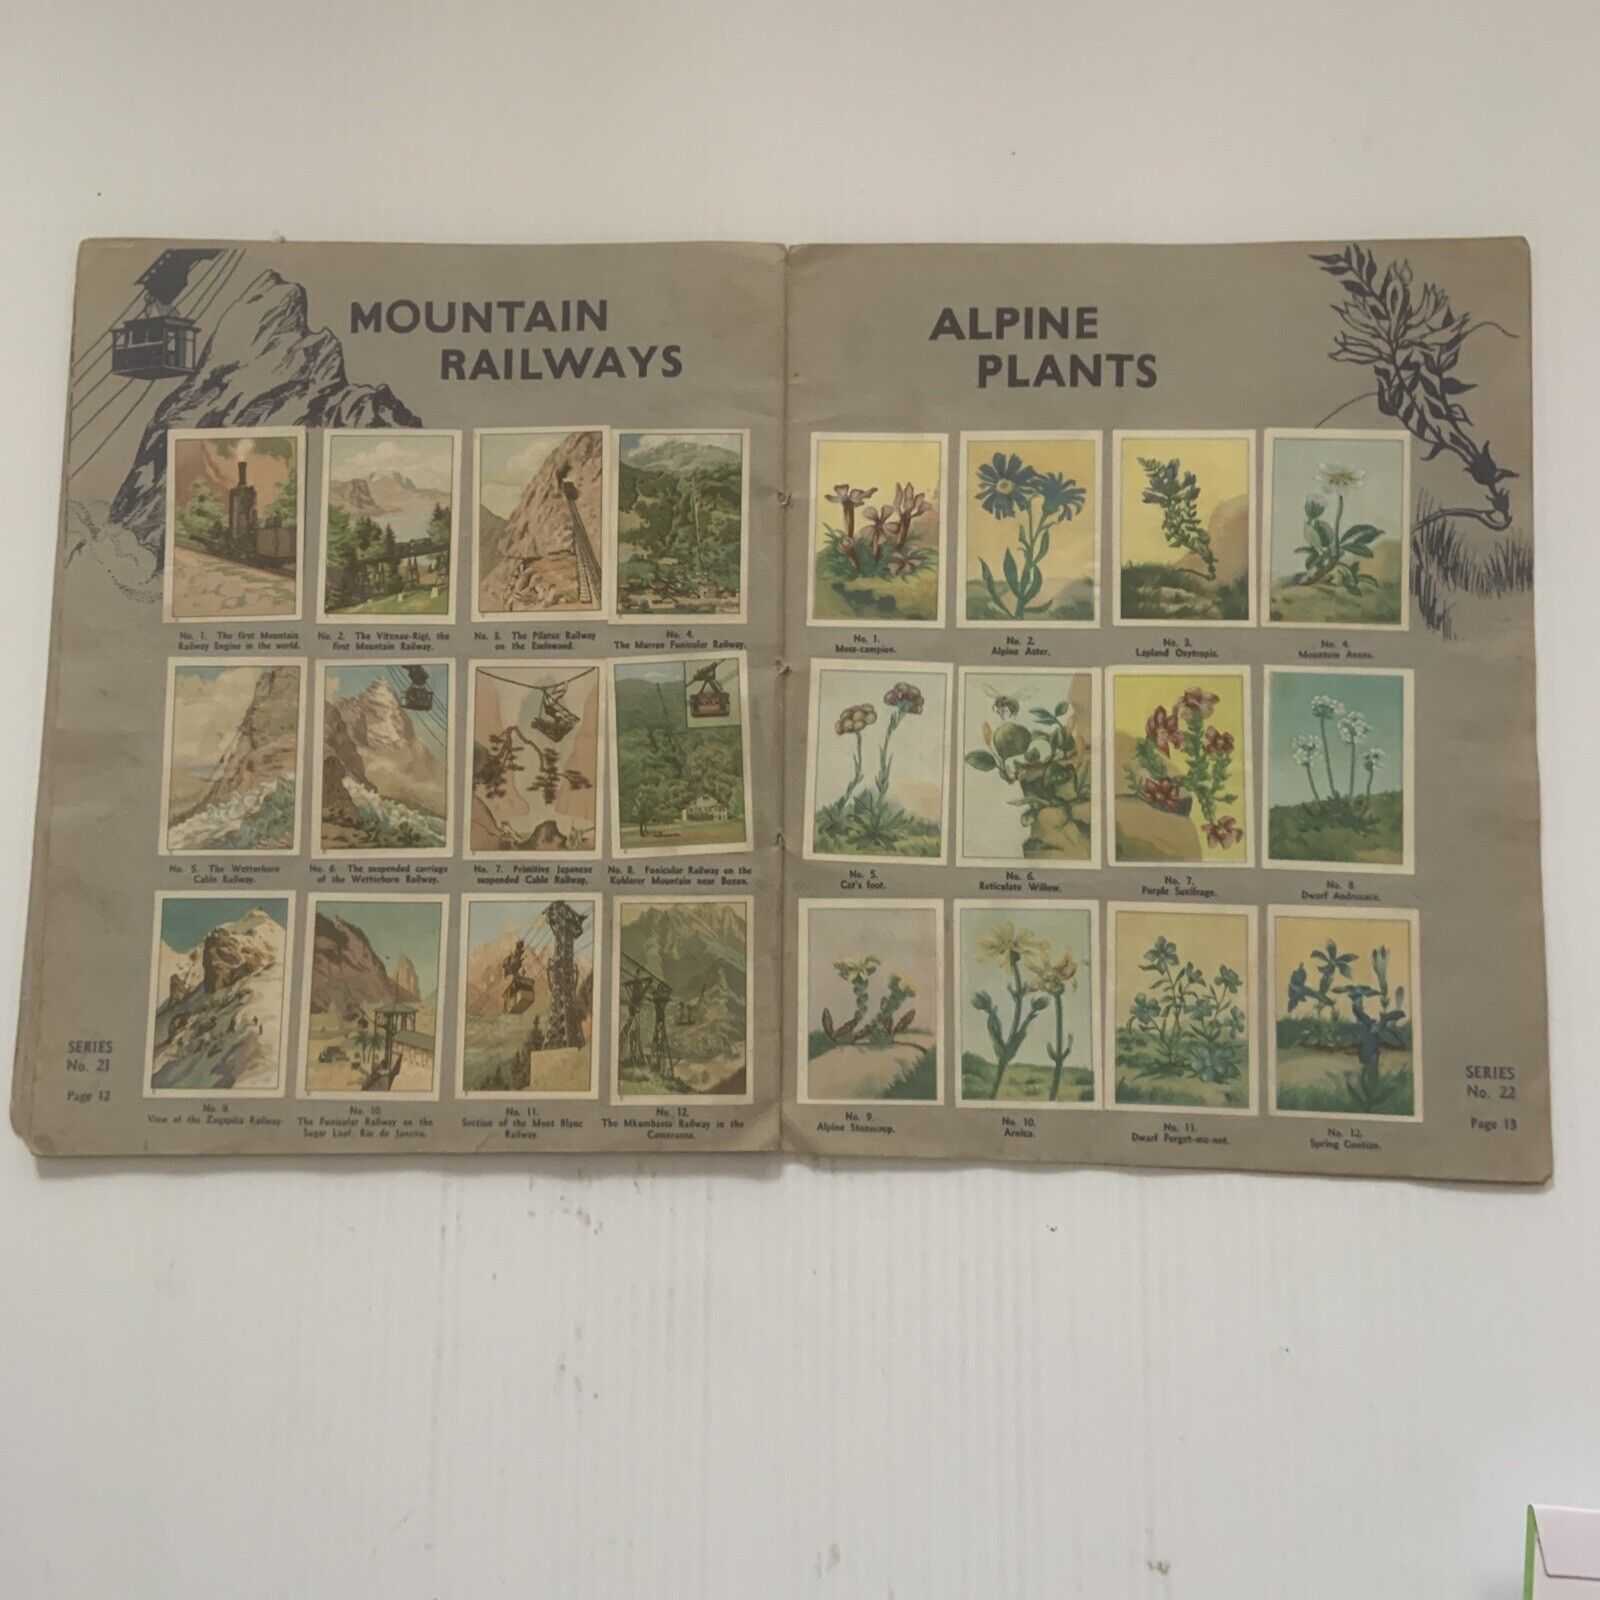 MOUNTAIN
RAILWAYS
No. 1. The first Mountain
Railway Engine in the world.
No. 2. The Vitznau-Rigi, the
first Mountain Railway.
No. 3. The Pilatus Railway
on the Eselswand.
No. 4.
The Murren Funicular Railway.
No. 5. The Wetterhorn
Cable Railway.
No. 6. The suspended carriage
of the Wetterhorn Railway.
No. 7. Primitive Japanese
suspended Cable Railway.
No. 8. Funicular Railway on the
Kohlerer Mountain near Bozen.
No. 9.
View of the Zugspitz Railway.
No. 10.
The Funicular Railway on the
Sugar Loaf, Rio de Janeiro.
No. 11.
Section of the Mont Blanc
Railway.
No. 12.
The Mkumbasta Railway in the
Cameroons.
SERIES
No. 21
Page 12
ALPINE
PLANTS
No. 1.
Moss-campion.
No. 2.
Alpine Aster.
No. 3.
Lapland Oxytropis.
No. 4.
Mountain Avens.
No. 5.
Cat's foot.
No. 6.
Reticulate Willow.
No. 7.
Purple Saxifrage.
No. 8
Dwarf Androsace.
No. 9.
Alpine Stonecrop.
No. 10.
Arnica.
No. 11.
Dwarf Forget-me-not.
No. 12.
Spring Gentian.
SERIES
No. 22
Page 13